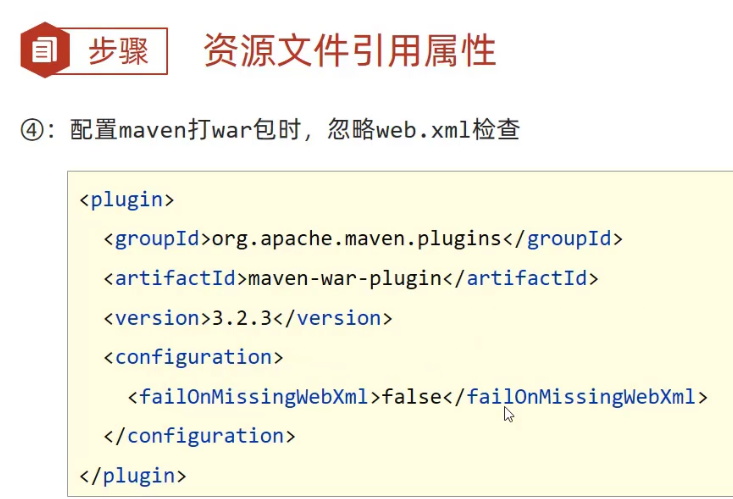 步骤 资源文件引用属性
④：配置maven打war包时，忽略web.xml检查
<plugin>
  <groupId>org.apache.maven.plugins</groupId>
  <artifactId>maven-war-plugin</artifactId>
  <version>3.2.3</version>
  <configuration>
    <failOnMissingWebXml>false</failOnMissingWebXml>
  </configuration>
</plugin>